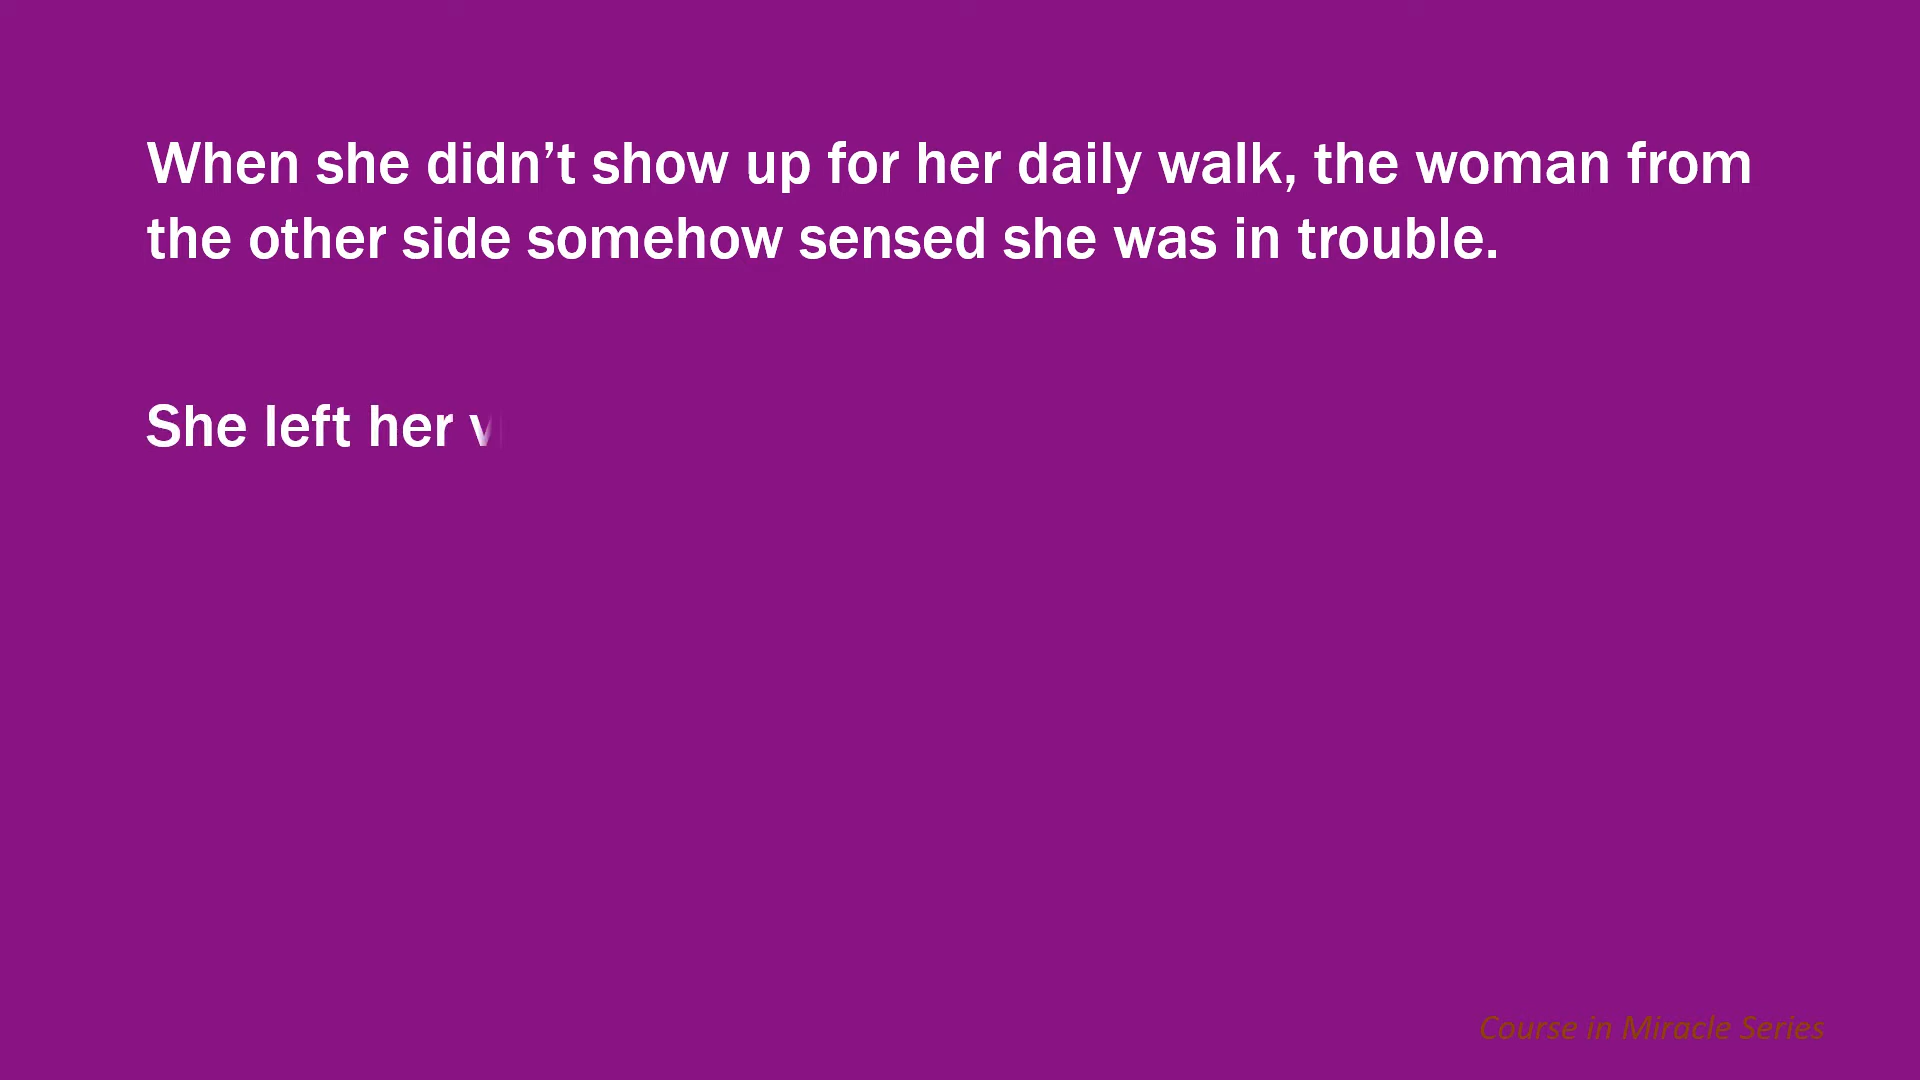 When she didn’t show up for her daily walk, the woman from
the other side somehow sensed she was in trouble.
She left her
Course in Miracle Series